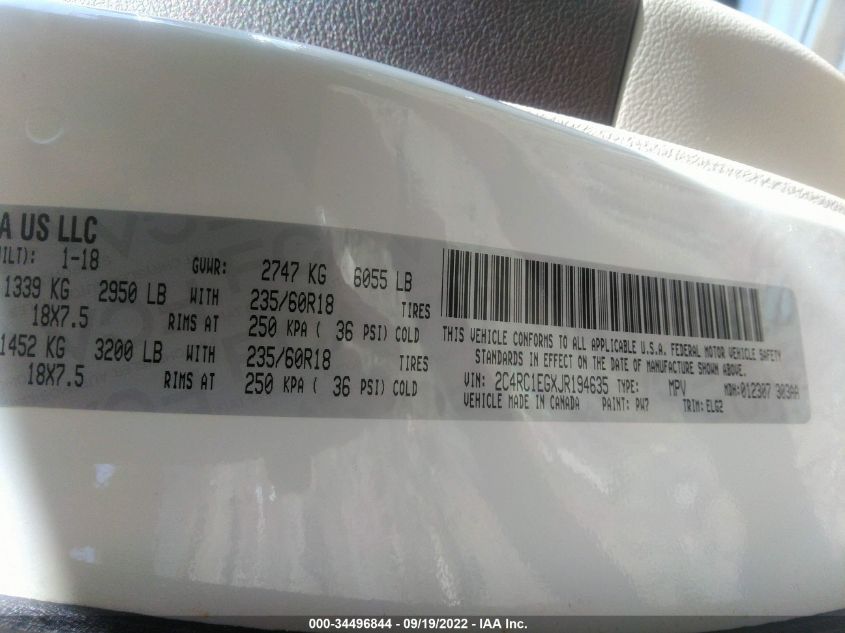 A US LLC
UILT): 1-18 GVWR: 2747 KG 6055 LB
1339 KG 2950 LB WITH 235/60R18 TIRES
18X7.5 RIMS AT 250 KPA ( 36 PSI) COLD
1452 KG 3200 LB WITH 235/60R18 TIRES
18X7.5 RIMS AT 250 KPA ( 36 PSI) COLD
THIS VEHICLE CONFORMS TO ALL APPLICABLE U.S.A. FEDERAL MOTOR VEHICLE SAFETY
STANDARDS IN EFFECT ON THE DATE OF MANUFACTURE SHOWN ABOVE.
VIN: 2C4RC1EGXJR194635 TYPE: MPV MDH: 012307 303AA
VEHICLE MADE IN CANADA PAINT: PW7 TRIM: ELG2
000-34496844 - 09/19/2022 - IAA Inc.